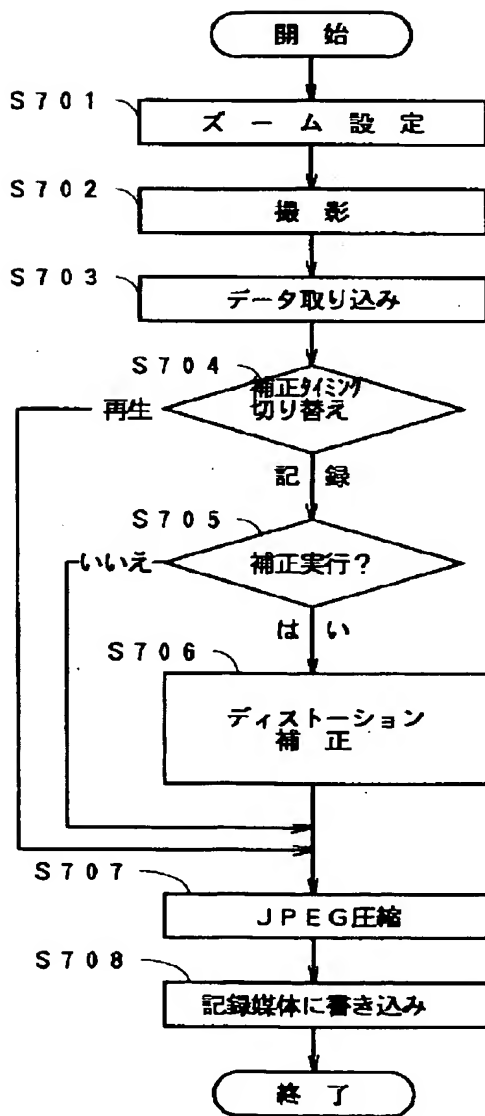 開始
S701
ズーム設定
S702
撮影
S703
データ取り込み
S704
補正タイミング
切り替え
再生
記録
S705
補正実行?
いいえ
はい
S706
ディストーション
補正
S707
JPEG圧縮
S708
記録媒体に書き込み
終了